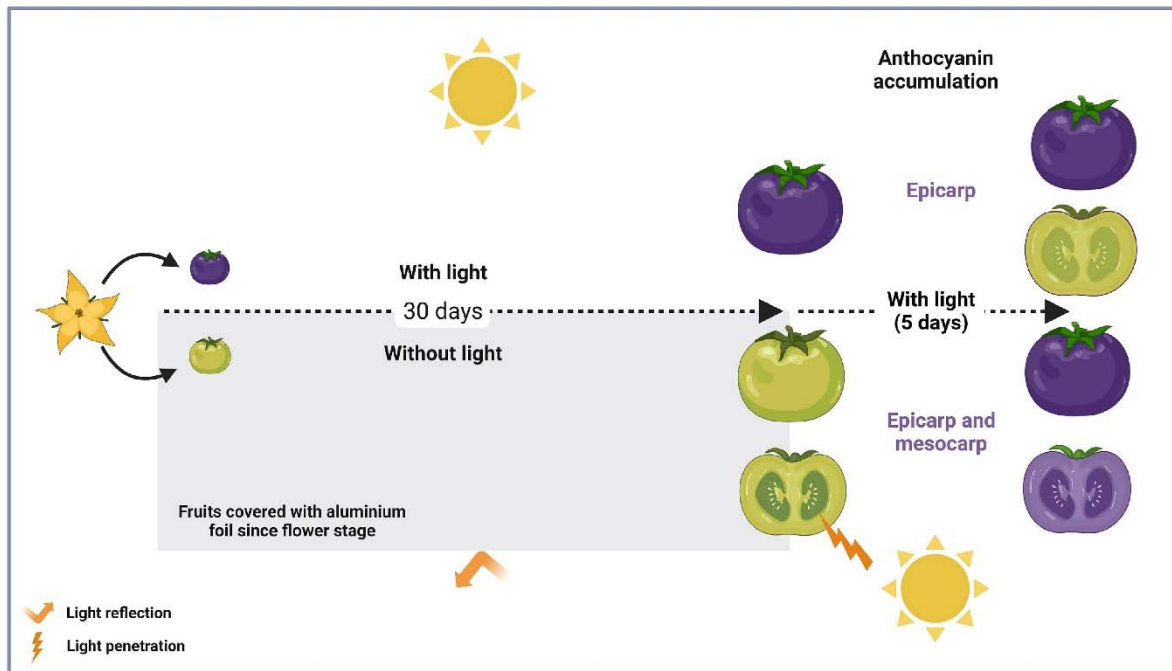 Anthocyanin
accumulation
Epicarp
With light
30 days
Without light
With light
(5 days)
Epicarp and
mesocarp
Fruits covered with aluminium
foil since flower stage
Light reflection
Light penetration